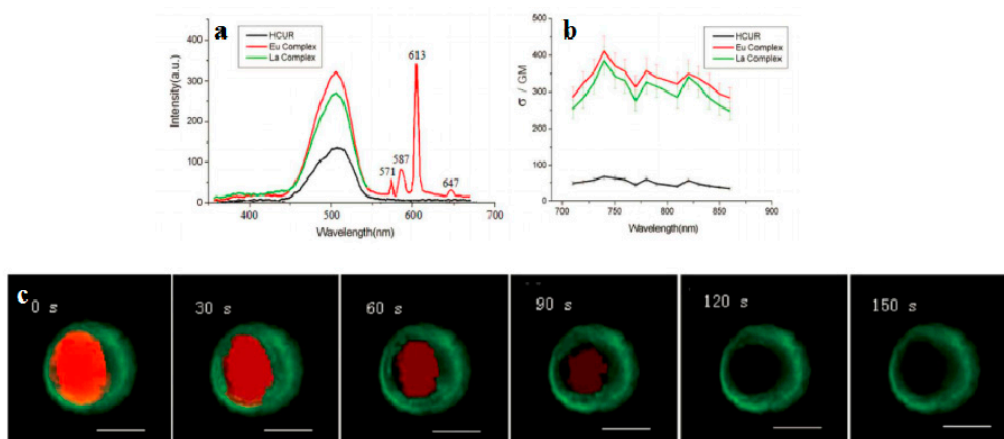 a
HCUR
Eu Complex
La Complex
613
571
587
647
Intensity(a.u.)
400
300
200
100
0
400
500
600
700
Wavelength(nm)
b
HCUR
Eu Complex
La Complex
σ / GM
500
400
300
200
100
0
700
750
800
850
900
Wavelength(nm)
c
0 s
30 s
60 s
90 s
120 s
150 s